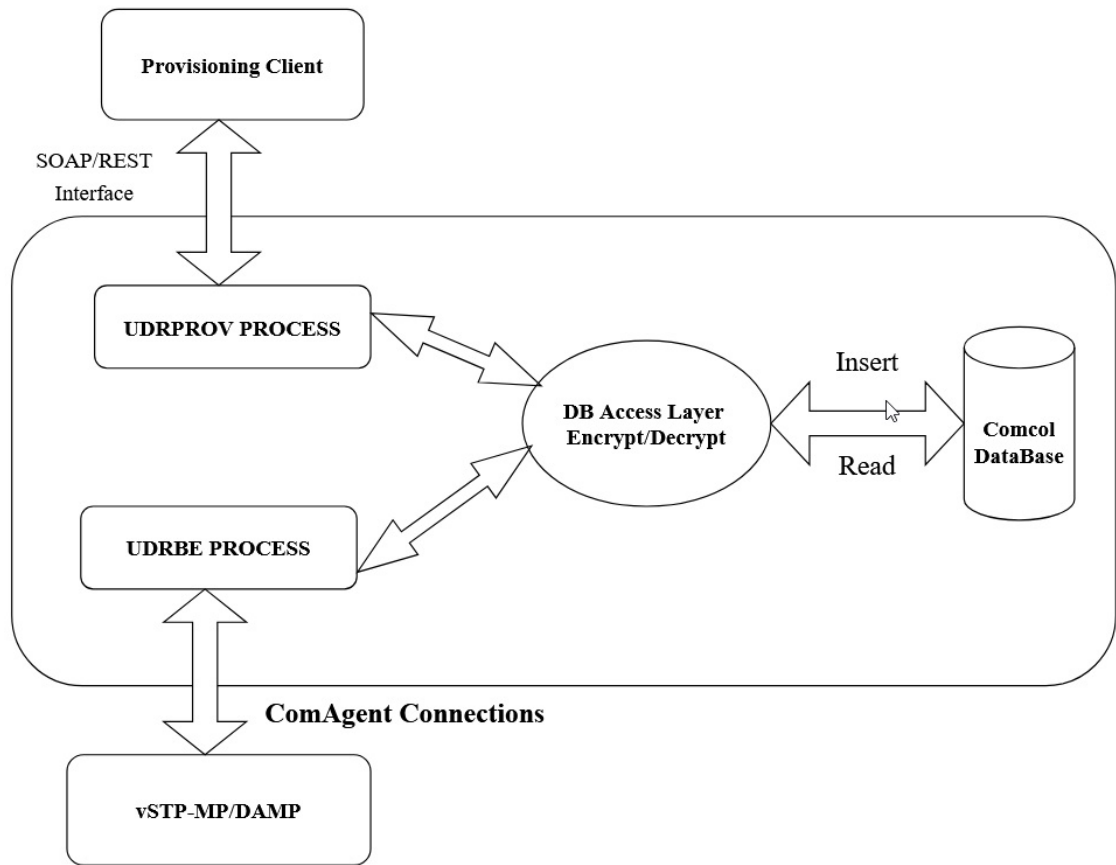 Provisioning Client
SOAP/REST
Interface
UDRPROV PROCESS
Insert
DB Access Layer
Encrypt/Decrypt
Comcol
DataBase
Read
UDRBE PROCESS
ComAgent Connections
vSTP-MP/DAMP